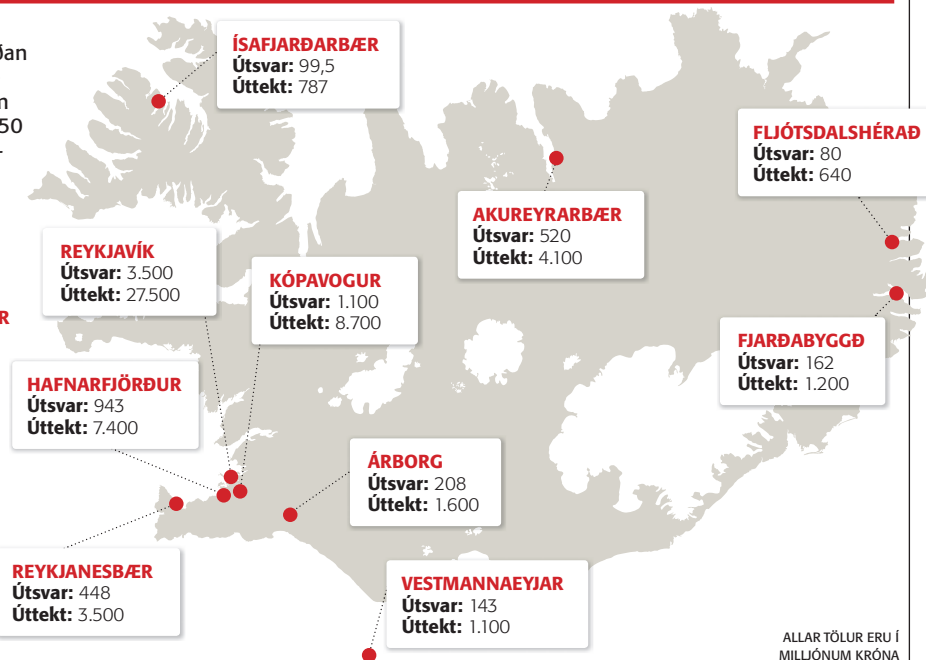 ðan
n
50
-
R
ÍSAFJARÐARBÆR
Útsvar: 99,5
Úttekt: 787
FLJÓTSDALSHÉRAÐ
Útsvar: 80
Úttekt: 640
AKUREYRARBÆR
Útsvar: 520
Úttekt: 4.100
REYKJAVÍK
Útsvar: 3.500
Úttekt: 27.500
KÓPAVOGUR
Útsvar: 1.100
Úttekt: 8.700
FJARÐABYGGÐ
Útsvar: 162
Úttekt: 1.200
HAFNARFJÖRÐUR
Útsvar: 943
Úttekt: 7.400
ÁRBORG
Útsvar: 208
Úttekt: 1.600
REYKJANESBÆR
Útsvar: 448
Úttekt: 3.500
VESTMANNAEYJAR
Útsvar: 143
Úttekt: 1.100
ALLAR TÖLUR ERU Í
MILLJÓNUM KRÓNA